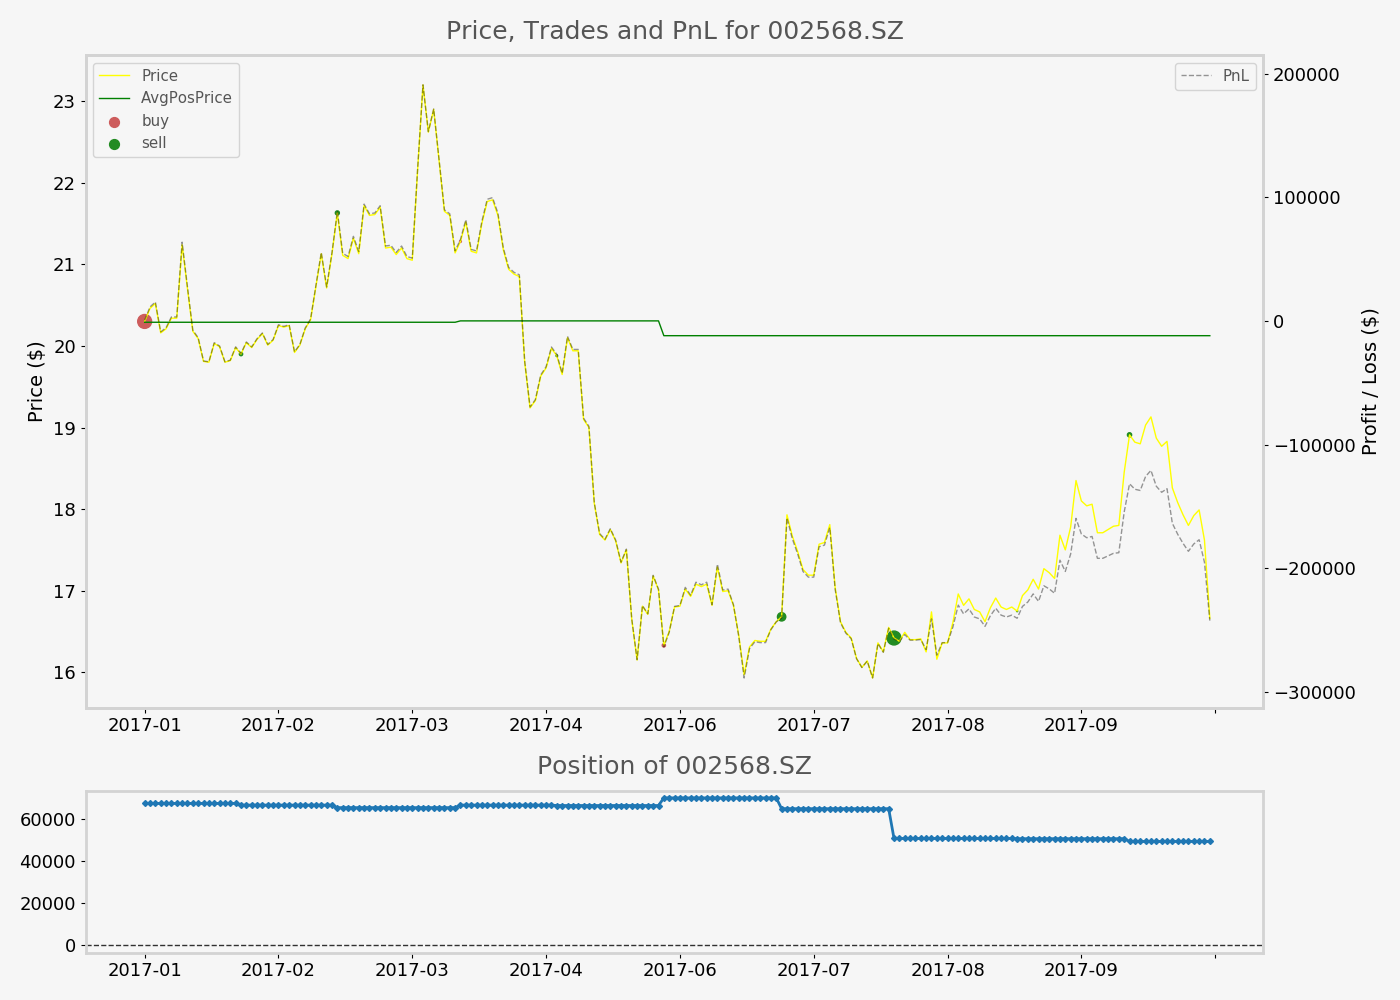 Price, Trades and PnL for 002568.SZ
Price
AvgPosPrice
buy
sell
PnL
23
22
21
20
19
18
17
16
Price ($)
200000
100000
0
−100000
−200000
−300000
Profit / Loss ($)
2017-01 2017-02 2017-03 2017-04 2017-06 2017-07 2017-08 2017-09
Position of 002568.SZ
60000
40000
20000
0
2017-01 2017-02 2017-03 2017-04 2017-06 2017-07 2017-08 2017-09